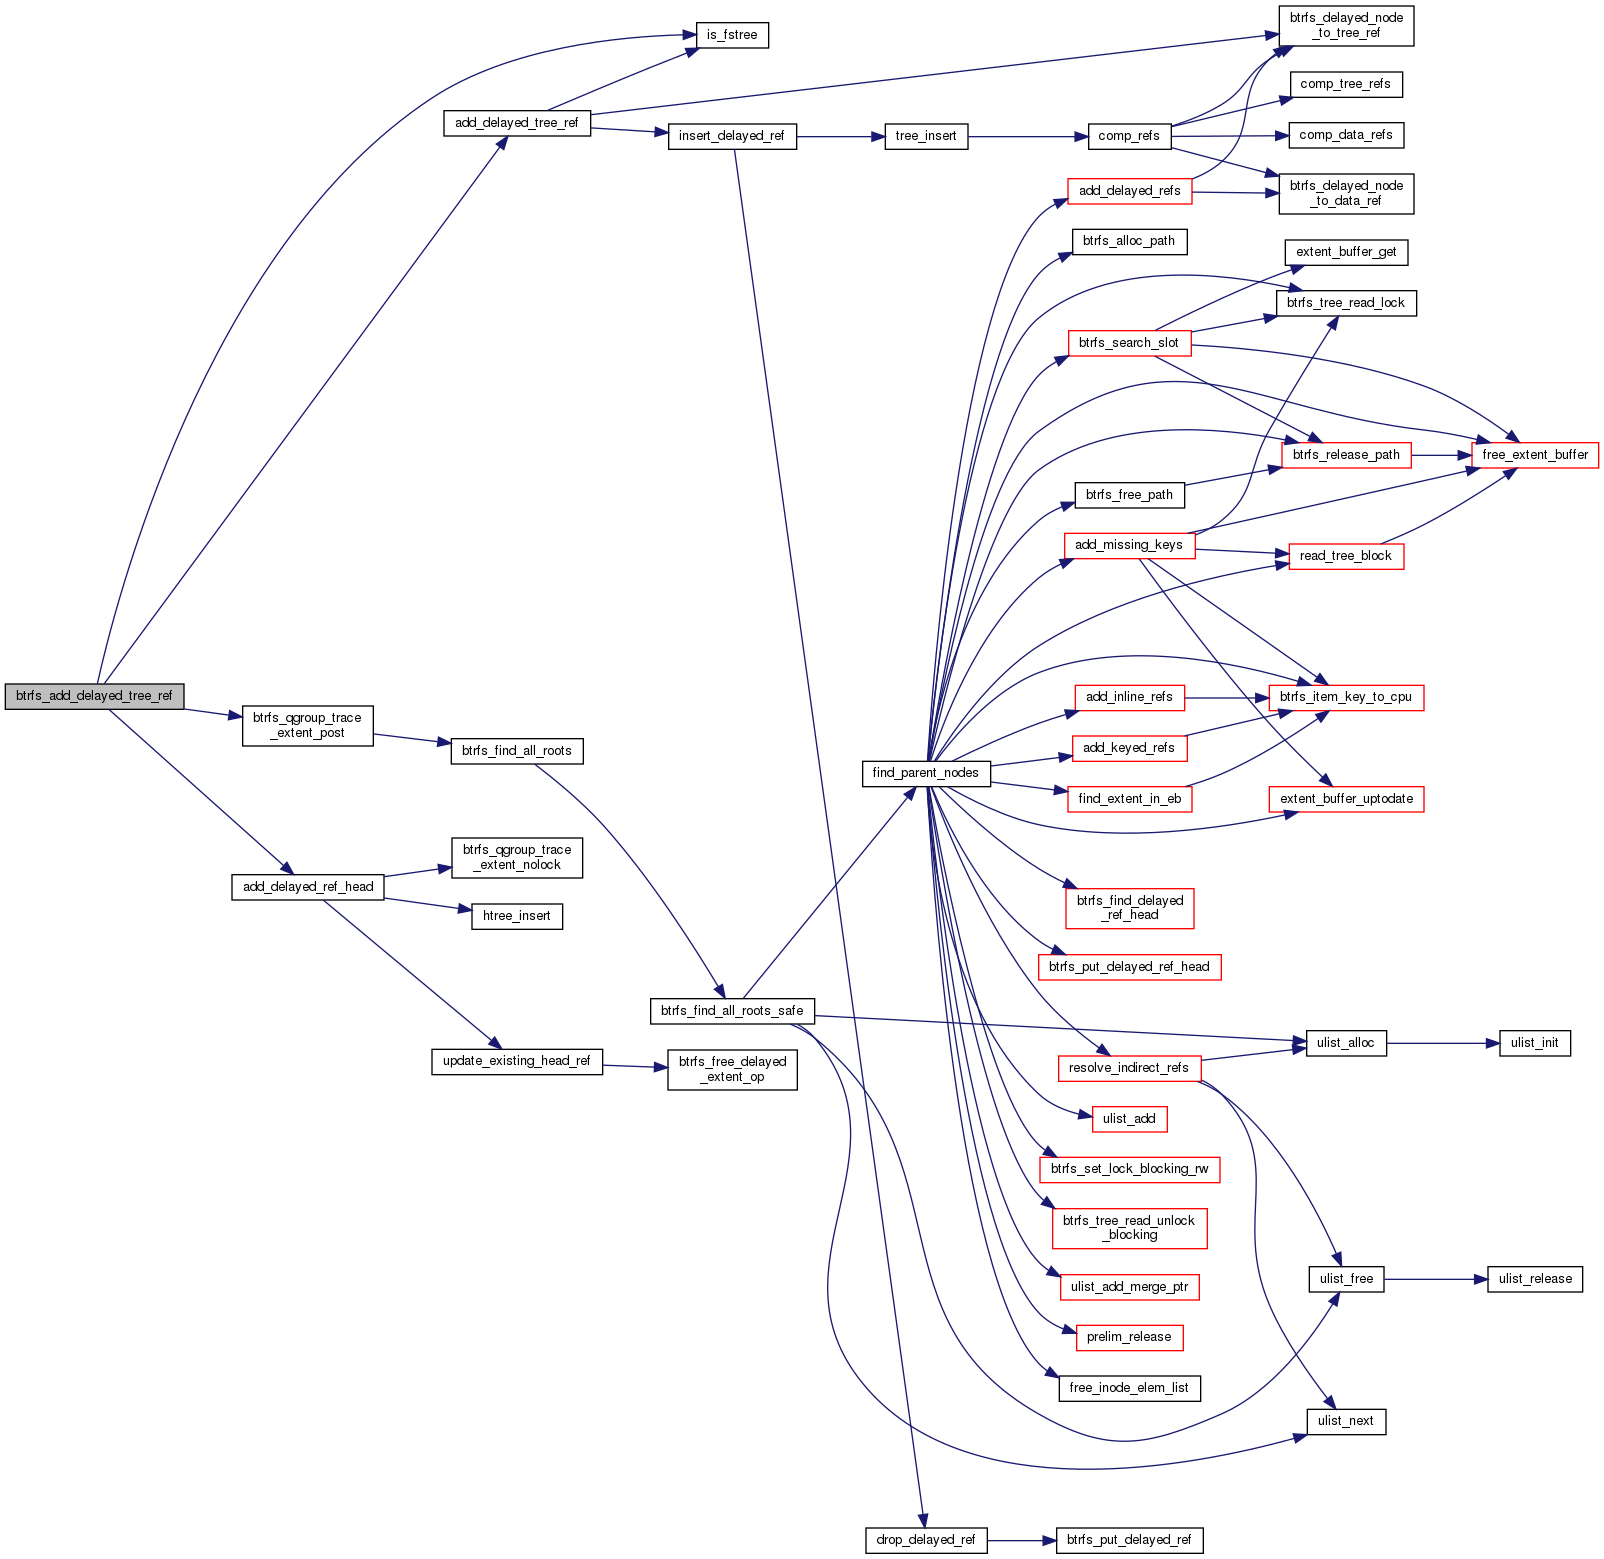 btrfs_delayed_node
_to_tree_ref
is_fstree
comp_tree_refs
add_delayed_tree_ref
insert_delayed_ref
tree_insert
comp_refs
comp_data_refs
add_delayed_refs
btrfs_delayed_node
_to_data_ref
btrfs_alloc_path
extent_buffer_get
btrfs_tree_read_lock
btrfs_search_slot
btrfs_release_path
free_extent_buffer
btrfs_free_path
add_missing_keys
read_tree_block
btrfs_add_delayed_tree_ref
add_inline_refs
btrfs_item_key_to_cpu
btrfs_qgroup_trace
_extent_post
btrfs_find_all_roots
add_keyed_refs
find_parent_nodes
find_extent_in_eb
extent_buffer_uptodate
btrfs_qgroup_trace
_extent_nolock
add_delayed_ref_head
htree_insert
btrfs_find_delayed
_ref_head
btrfs_put_delayed_ref_head
btrfs_find_all_roots_safe
ulist_alloc
ulist_init
update_existing_head_ref
btrfs_free_delayed
_extent_op
resolve_indirect_refs
ulist_add
btrfs_set_lock_blocking_rw
btrfs_tree_read_unlock
_blocking
ulist_add_merge_ptr
ulist_free
ulist_release
prelim_release
free_inode_elem_list
ulist_next
drop_delayed_ref
btrfs_put_delayed_ref